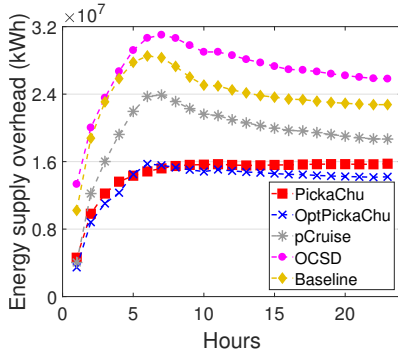 ×10⁷
Energy supply overhead (kWh)
3.2
2.4
1.6
0.8
0
0 5 10 15 20
Hours
PickaChu
OptPickaChu
pCruise
OCSD
Baseline